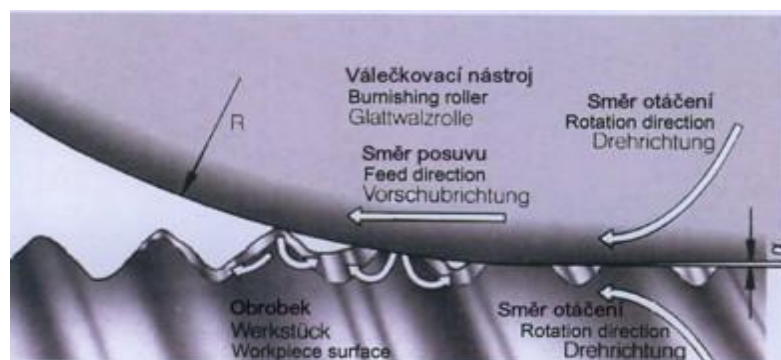 Válečkovací nástroj
Burnishing roller
Glattwalzrolle
R
Směr posuvu
Feed direction
Vorschubrichtung
Směr otáčení
Rotation direction
Drehrichtung
Obrobek
Werkstück
Workpiece surface
Směr otáčení
Rotation direction
Drehrichtung